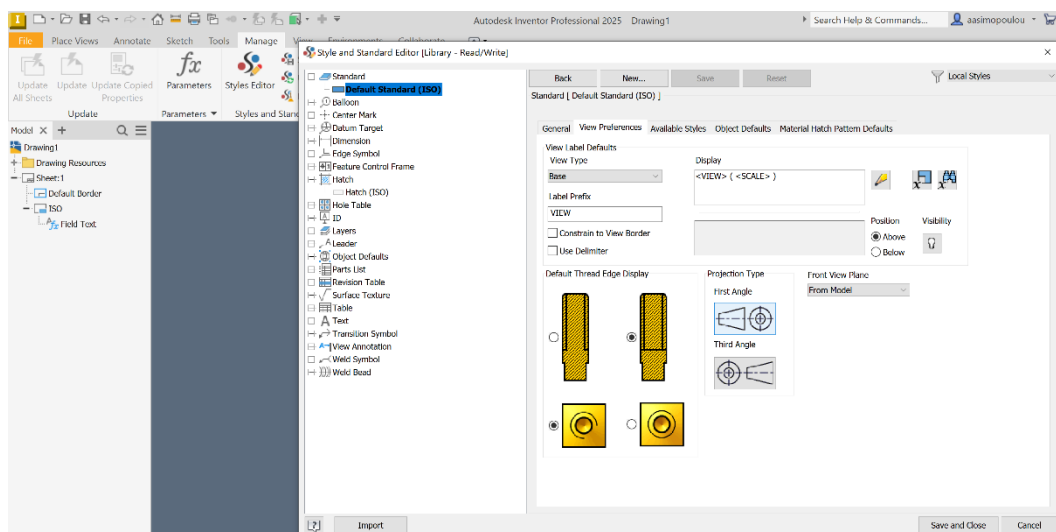 Autodesk Inventor Professional 2025 Drawing1
Search Help & Commands...
aasimopoulou
File Place Views Annotate Sketch Tools Manage View Environments Collaborate
Update All Sheets
Update
Update Copied Properties
Parameters
Styles Editor
Update
Parameters
Styles and Stan
Model
Drawing1
Drawing Resources
Sheet:1
Default Border
ISO
Field Text
Style and Standard Editor [Library - Read/Write]
Standard
Default Standard (ISO)
Balloon
Center Mark
Datum Target
Dimension
Edge Symbol
Feature Control Frame
Hatch
Hatch (ISO)
Hole Table
ID
Layers
Leader
Object Defaults
Parts List
Revision Table
Surface Texture
Table
Text
Transition Symbol
View Annotation
Weld Symbol
Weld Bead
Back New... Save Reset
Local Styles
Standard [ Default Standard (ISO) ]
General View Preferences Available Styles Object Defaults Material Hatch Pattern Defaults
View Label Defaults
View Type
Base
Display
<VIEW> ( <SCALE> )
Label Prefix
VIEW
Constrain to View Border
Use Delimiter
Position
Above
Below
Visibility
Default Thread Edge Display
Projection Type
First Angle
Third Angle
Front View Plane
From Model
Import
Save and Close Cancel